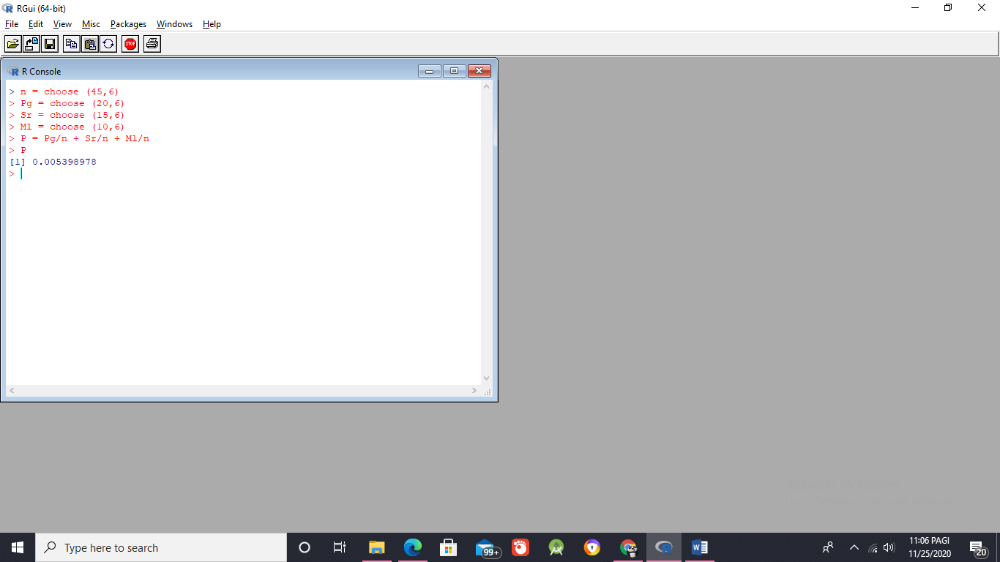 RGui (64-bit)
File Edit View Misc Packages Windows Help
STOP
R Console
> n = choose (45,6)
> Pg = choose (20,6)
> Sr = choose (15,6)
> Ml = choose (10,6)
> P = Pg/n + Sr/n + Ml/n
> P
[1] 0.005398978
>
Type here to search
99+
11:06 PAGI
11/25/2020
20